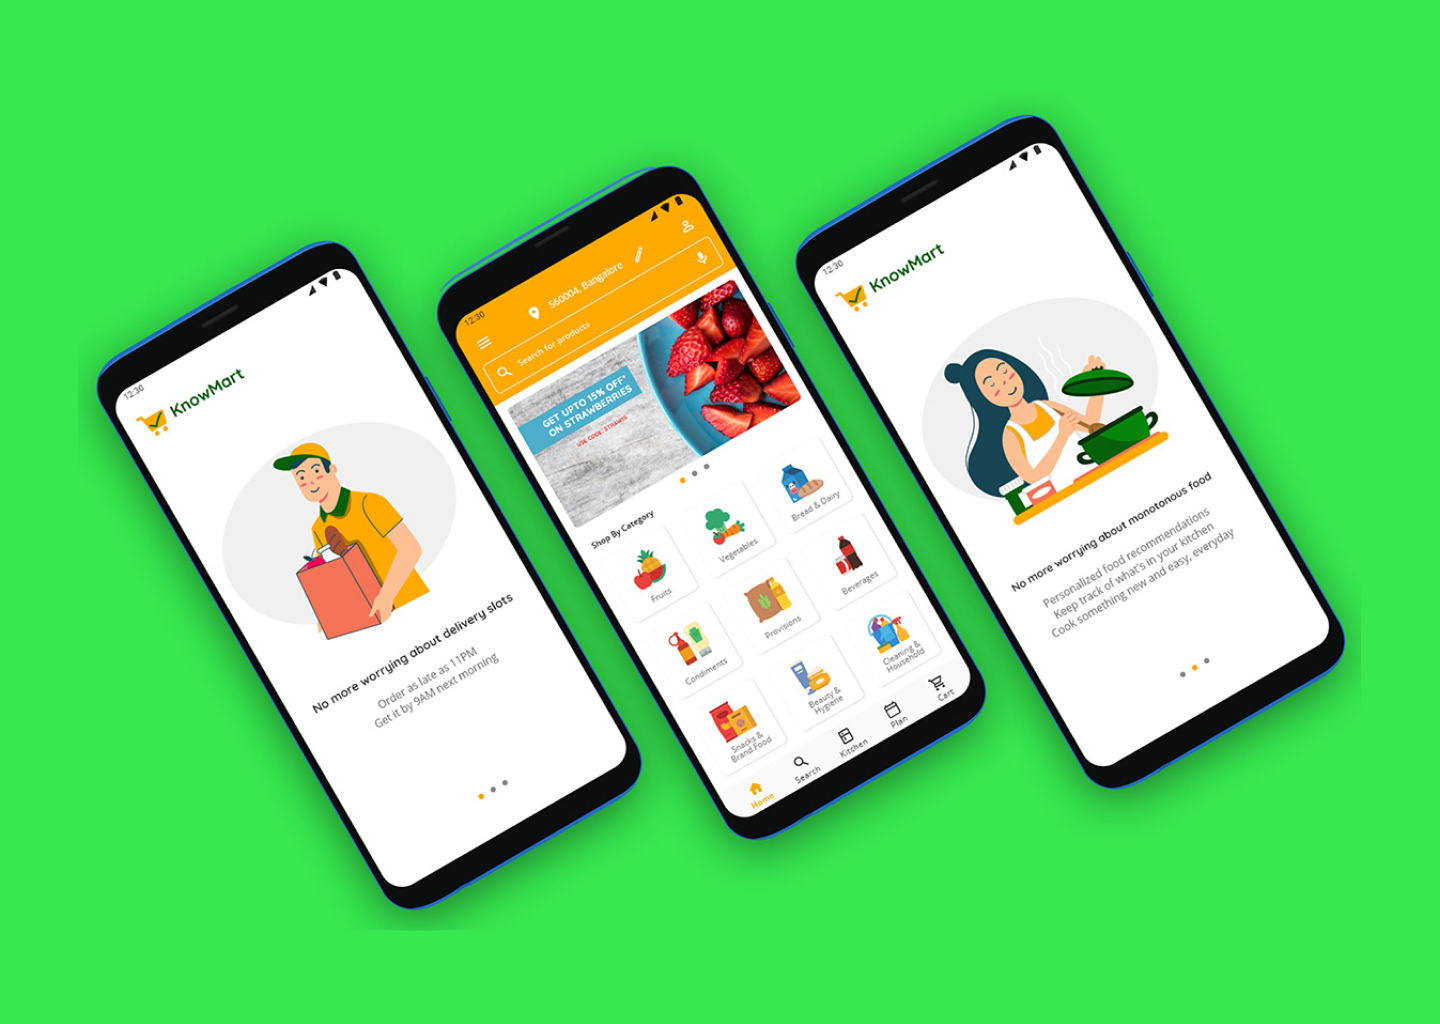 12:30
KnowMart
No more worrying about delivery slots
Order as late as 11PM
Get it by 9AM next morning
12:30
560004, Bangalore
Search for products
GET UPTO 15% OFF*
ON STRAWBERRIES
USE CODE: STRAW15
Shop By Category
Fruits
Vegetables
Bread & Dairy
Condiments
Provisions
Beverages
Snacks &
Brand Food
Beauty &
Hygiene
Cleaning &
Household
Home
Search
Kitchen
Plan
Cart
12:30
KnowMart
No more worrying about monotonous food
Personalized food recommendations
Keep track of what's in your kitchen
Cook something new and easy, everyday